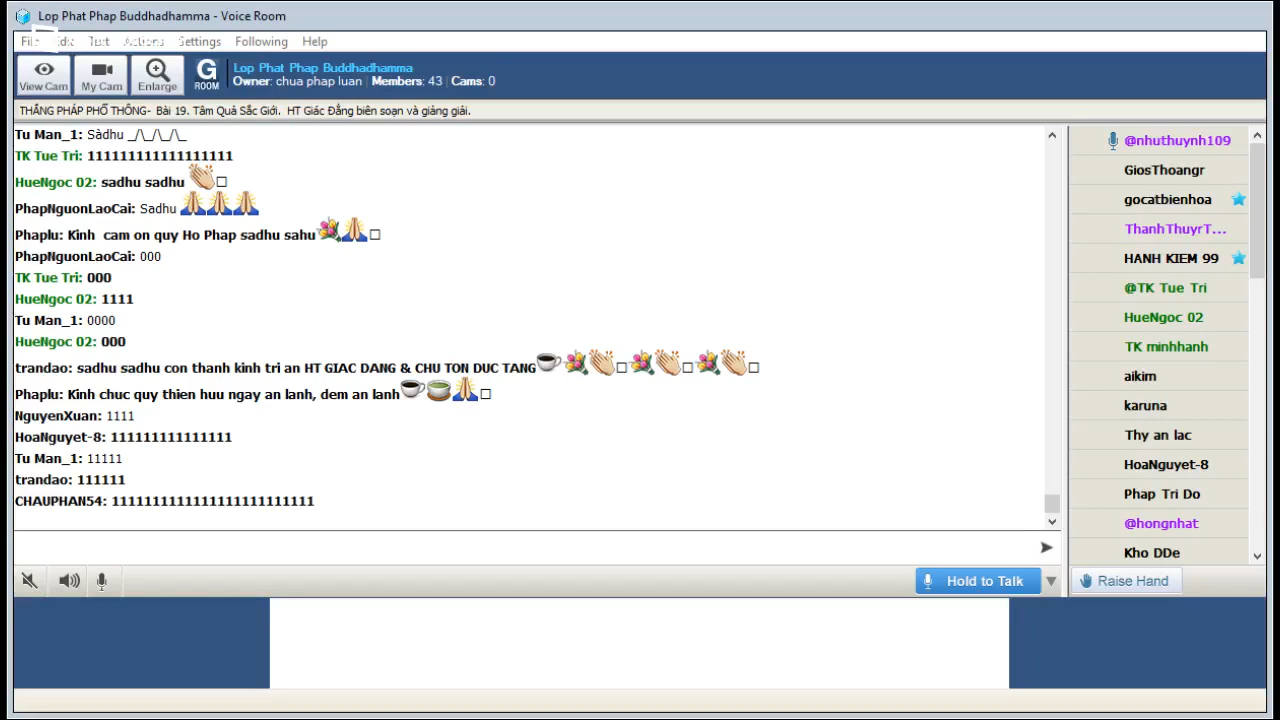 Lop Phat Phap Buddhadhamma - Voice Room
Text Actions Settings Following Help
View Cam My Cam Enlarge
G ROOM
Lop Phat Phap Buddhadhamma
Owner: chua phap luan | Members: 43 | Cams: 0
THẮNG PHÁP PHỔ THÔNG- Bài 19. Tâm Quả Sắc Giới. HT Giác Đẳng biên soạn và giảng giải.
Tu Man_1: Sàdhu _/\_/\_/\_
TK Tue Tri: 111111111111111111
HueNgoc 02: sadhu sadhu 👏□
PhapNguonLaoCai: Sadhu 🙏🙏🙏
Phaplu: Kinh cam on quy Ho Phap sadhu sahu💐🙏□
PhapNguonLaoCai: 000
TK Tue Tri: 000
HueNgoc 02: 1111
Tu Man_1: 0000
HueNgoc 02: 000
trandao: sadhu sadhu con thanh kinh tri an HT GIAC DANG & CHU TON DUC TANG☕💐👏□💐👏□💐👏□
Phaplu: Kinh chuc quy thien huu ngay an lanh, dem an lanh☕🍵🙏□
NguyenXuan: 1111
HoaNguyet-8: 111111111111111
Tu Man_1: 11111
trandao: 111111
CHAUPHAN54: 1111111111111111111111111
Hold to Talk
@nhuthuynh109
GiosThoangr
gocatbienhoa
ThanhThuyrT...
HANH KIEM 99
@TK Tue Tri
HueNgoc 02
TK minhhanh
aikim
karuna
Thy an lac
HoaNguyet-8
Phap Tri Do
@hongnhat
Kho DDe
Raise Hand